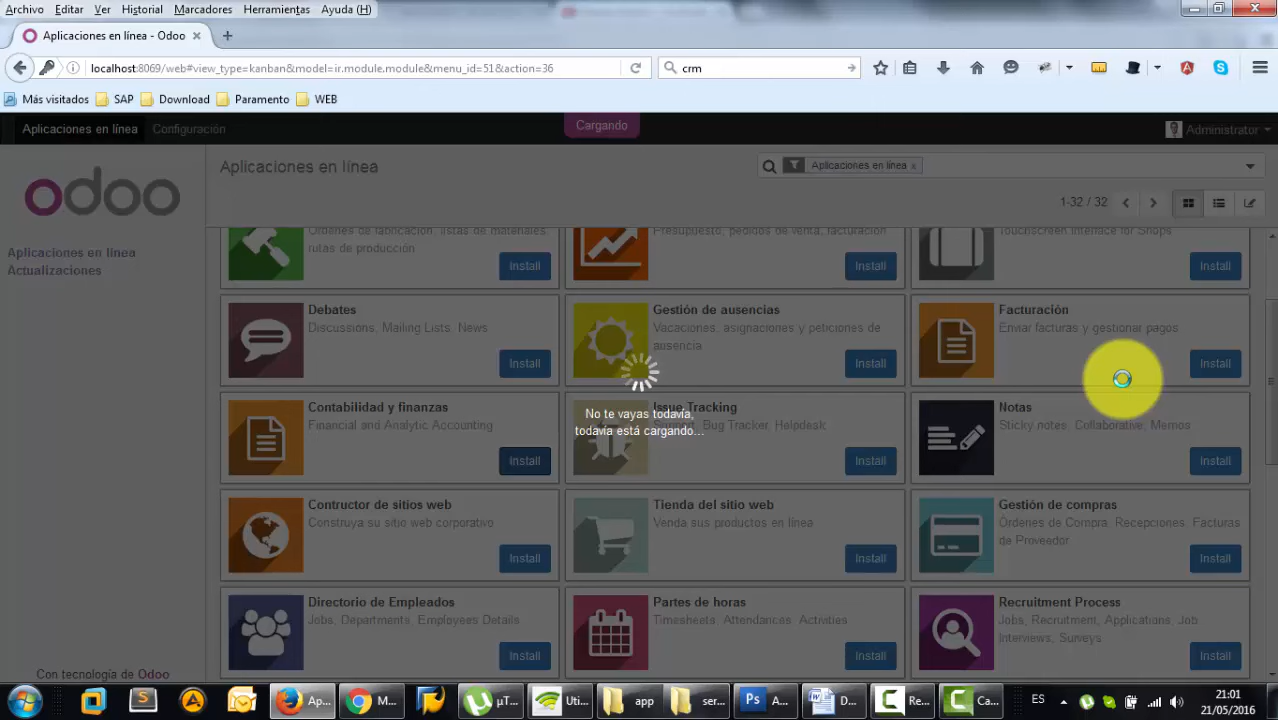 Archivo Editar Ver Historial Marcadores Herramientas Ayuda (H)
Aplicaciones en línea - Odoo
localhost:8069/web#view_type=kanban&model=ir.module.module&menu_id=51&action=36
crm
Más visitados SAP Download Paramento WEB
Aplicaciones en línea Configuración
Cargando
Administrator
odoo
Aplicaciones en línea
Aplicaciones en línea x
1-32 / 32
Aplicaciones en línea
Actualizaciones
Órdenes de fabricación, listas de materiales,
rutas de producción
Install
Presupuesto, pedidos de venta, facturación
Install
Touchscreen Interface for Shops
Install
Debates
Discussions, Mailing Lists, News
Install
Gestión de ausencias
Vacaciones, asignaciones y peticiones de
ausencia
Install
Facturación
Enviar facturas y gestionar pagos
Install
No te vayas todavía,
todavía está cargando...
Contabilidad y finanzas
Financial and Analytic Accounting
Install
Issue Tracking
Support, Bug Tracker, Helpdesk
Install
Notas
Sticky notes, Collaborative, Memos
Install
Contructor de sitios web
Construya su sitio web corporativo
Install
Tienda del sitio web
Venda sus productos en línea
Install
Gestión de compras
Órdenes de Compra, Recepciones, Facturas
de Proveedor
Install
Directorio de Empleados
Jobs, Departments, Employees Details
Install
Partes de horas
Timesheets, Attendances, Activities
Install
Recruitment Process
Jobs, Recruitment, Applications, Job
Interviews, Surveys
Install
Con tecnología de Odoo
Ap... M... µT... Uti... app ser... A... D... Re... Ca...
ES
21:01
21/05/2016